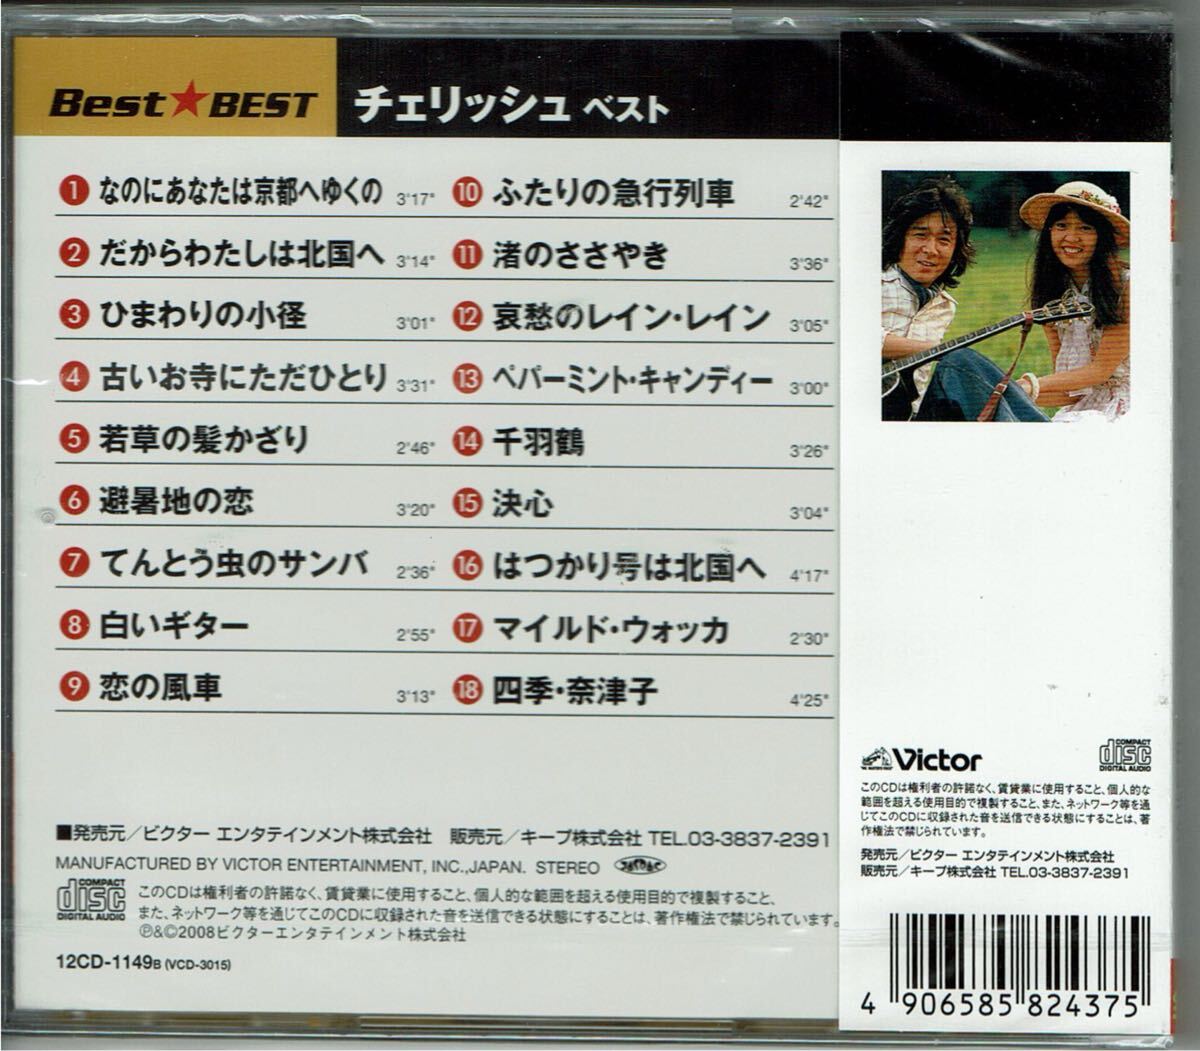 Best★BEST
チェリッシュ ベスト
1 なのにあなたは京都へゆくの 3'17"
2 だからわたしは北国へ 3'14"
3 ひまわりの小径 3'01"
4 古いお寺にただひとり 3'31"
5 若草の髪かざり 2'46"
6 避暑地の恋 3'20"
7 てんとう虫のサンバ 2'36"
8 白いギター 2'55"
9 恋の風車 3'13"
10 ふたりの急行列車 2'42"
11 渚のささやき 3'36"
12 哀愁のレイン・レイン 3'05"
13 ペパーミント・キャンディー 3'00"
14 千羽鶴 3'26"
15 決心 3'04"
16 はつかり号は北国へ 4'17"
17 マイルド・ウォッカ 2'30"
18 四季・奈津子 4'25"
■発売元／ビクター エンタテインメント株式会社 販売元／キープ株式会社 TEL.03-3837-2391
MANUFACTURED BY VICTOR ENTERTAINMENT, INC.,JAPAN. STEREO
COMPACT
disc
DIGITAL AUDIO
このCDは権利者の許諾なく、賃貸業に使用すること、個人的な範囲を超える使用目的で複製すること、
また、ネットワーク等を通じてこのCDに収録された音を送信できる状態にすることは、著作権法で禁じられています。
℗&©2008ビクターエンタテインメント株式会社
12CD-1149B (VCD-3015)
Victor
COMPACT
disc
DIGITAL AUDIO
このCDは権利者の許諾なく、賃貸業に使用すること、個人的な
範囲を超える使用目的で複製すること、また、ネットワーク等を通
じてこのCDに収録された音を送信できる状態にすることは、著
作権法で禁じられています。
発売元／ビクター エンタテインメント株式会社
販売元／キープ株式会社 TEL.03-3837-2391
4 906585 824375